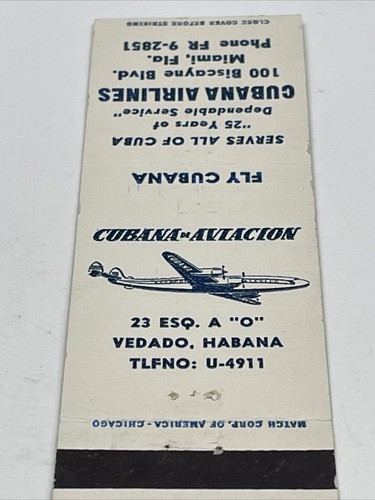 CLOSE COVER BEFORE STRIKING
Phone FR 9-2851
Miami, Fla.
100 Biscayne Blvd.
CUBANA AIRLINES
"25 Years of
Dependable Service"
SERVES ALL OF CUBA
FLY CUBANA
CUBANA DE AVIACION
23 ESQ. A "O"
VEDADO, HABANA
TLFNO: U-4911
MATCH CORP. OF AMERICA - CHICAGO